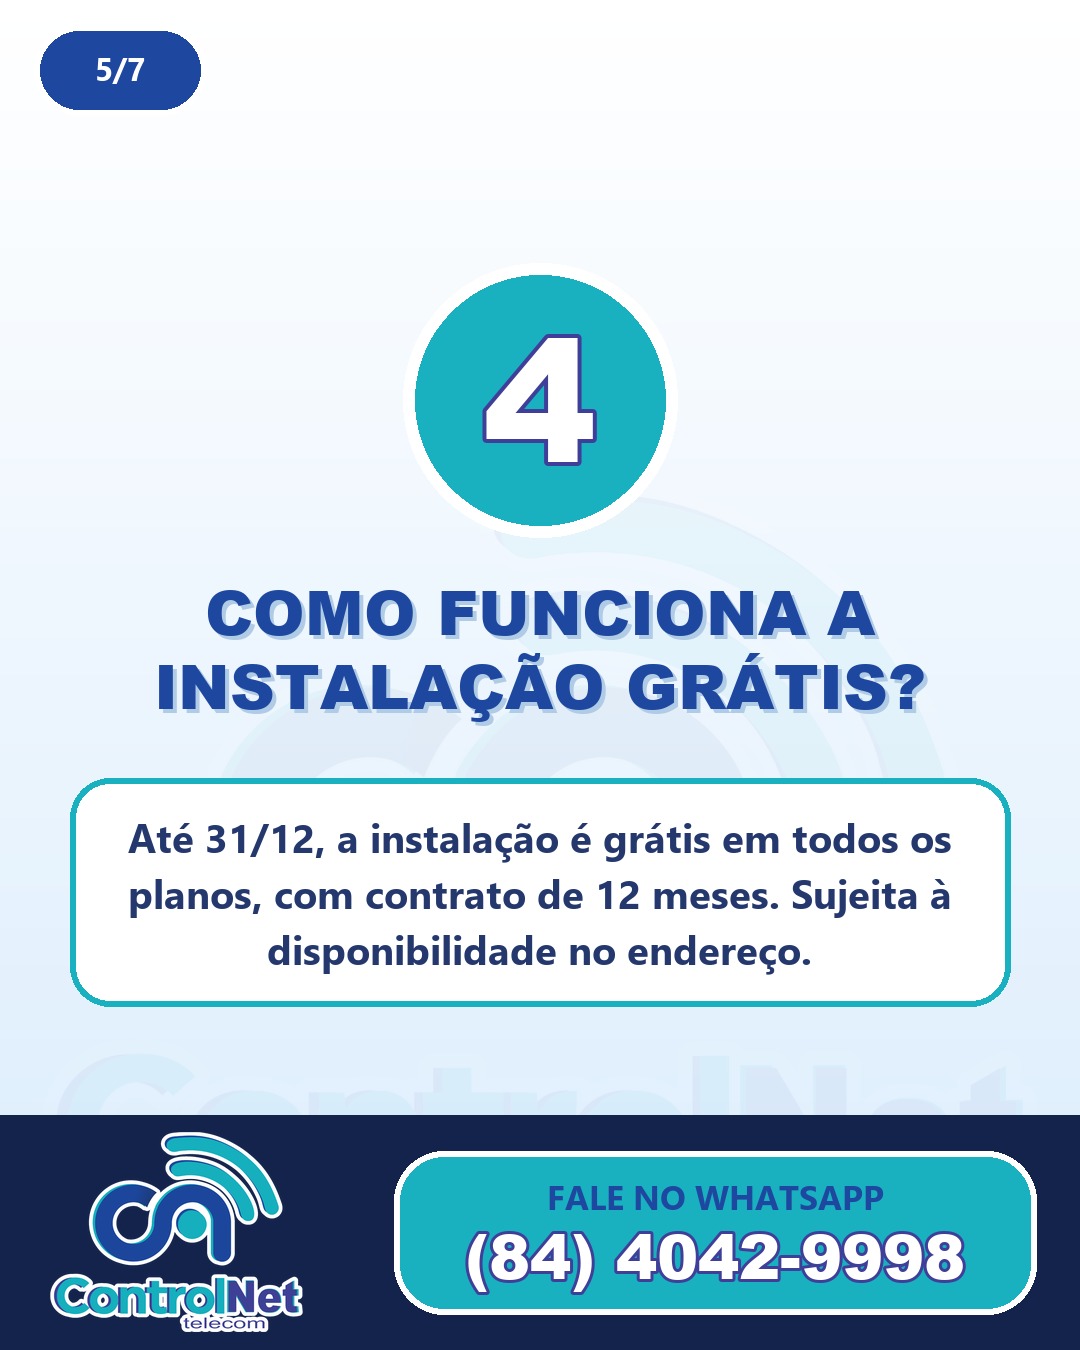 5/7
4
COMO FUNCIONA A
INSTALAÇÃO GRÁTIS?
Até 31/12, a instalação é grátis em todos os
planos, com contrato de 12 meses. Sujeita à
disponibilidade no endereço.
ControlNet
FALE NO WHATSAPP
(84) 4042-9998
ControlNet
telecom